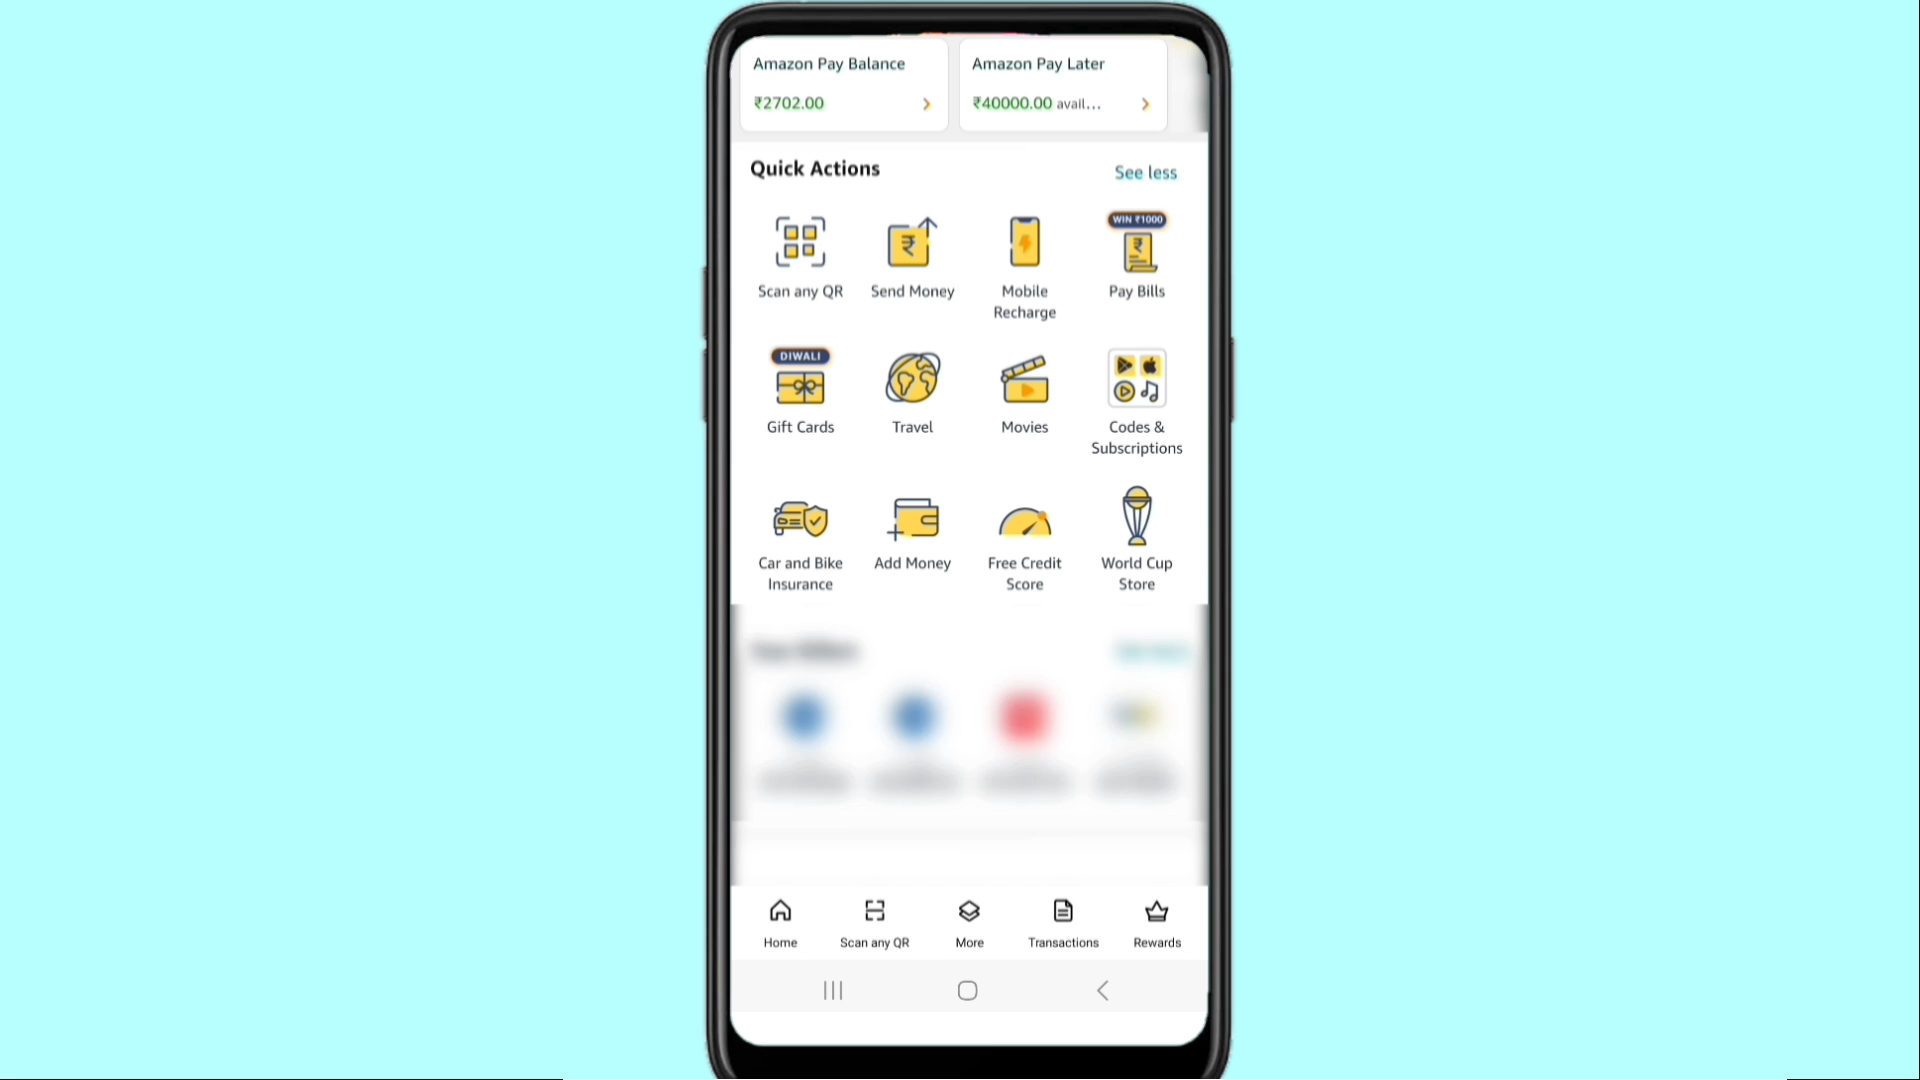 Amazon Pay Balance
₹2702.00
Amazon Pay Later
₹40000.00 avail...
Quick Actions
See less
Scan any QR
Send Money
Mobile
Recharge
WIN ₹1000
₹
Pay Bills
DIWALI
Gift Cards
Travel
Movies
Codes &
Subscriptions
Car and Bike
Insurance
Add Money
Free Credit
Score
World Cup
Store
Home
Scan any QR
More
Transactions
Rewards